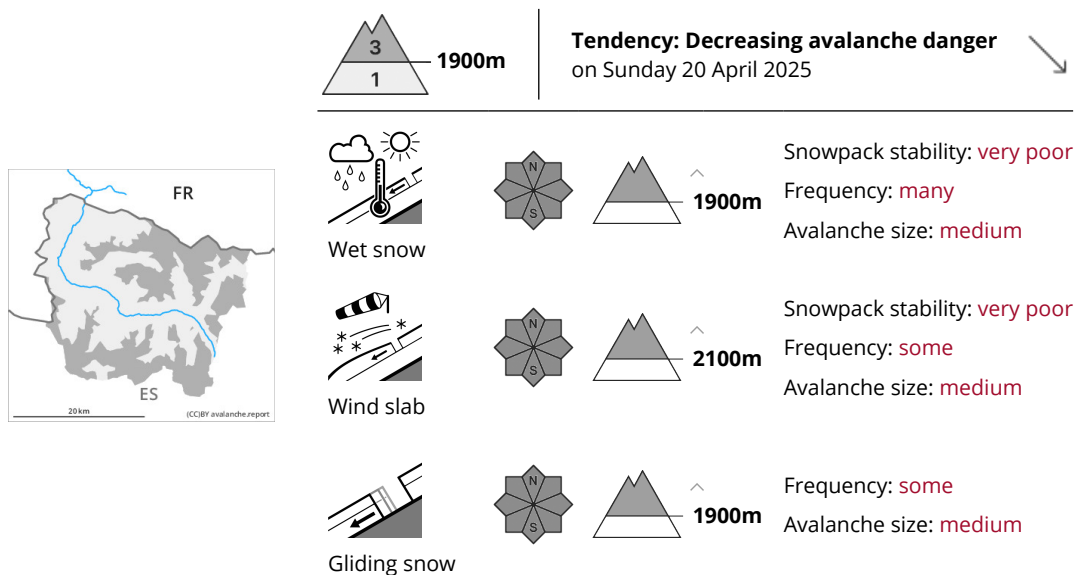 3
1
1900m
Tendency: Decreasing avalanche danger
on Sunday 20 April 2025
FR
ES
20 km
(CC)BY avalanche.report
N
S
1900m
Wet snow
Snowpack stability: very poor
Frequency: many
Avalanche size: medium
N
S
2100m
Wind slab
Snowpack stability: very poor
Frequency: some
Avalanche size: medium
N
S
1900m
Gliding snow
Frequency: some
Avalanche size: medium